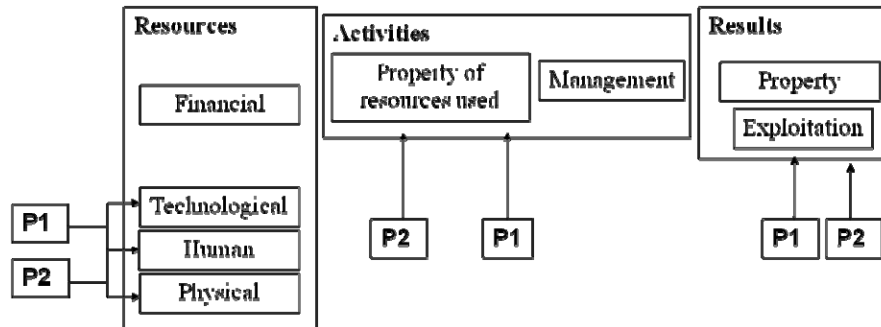 Resources
Financial
P1
P2
Technological
Human
Physical
Activities
Property of
resources used
Management
P2
P1
Results
Property
Exploitation
P1
P2